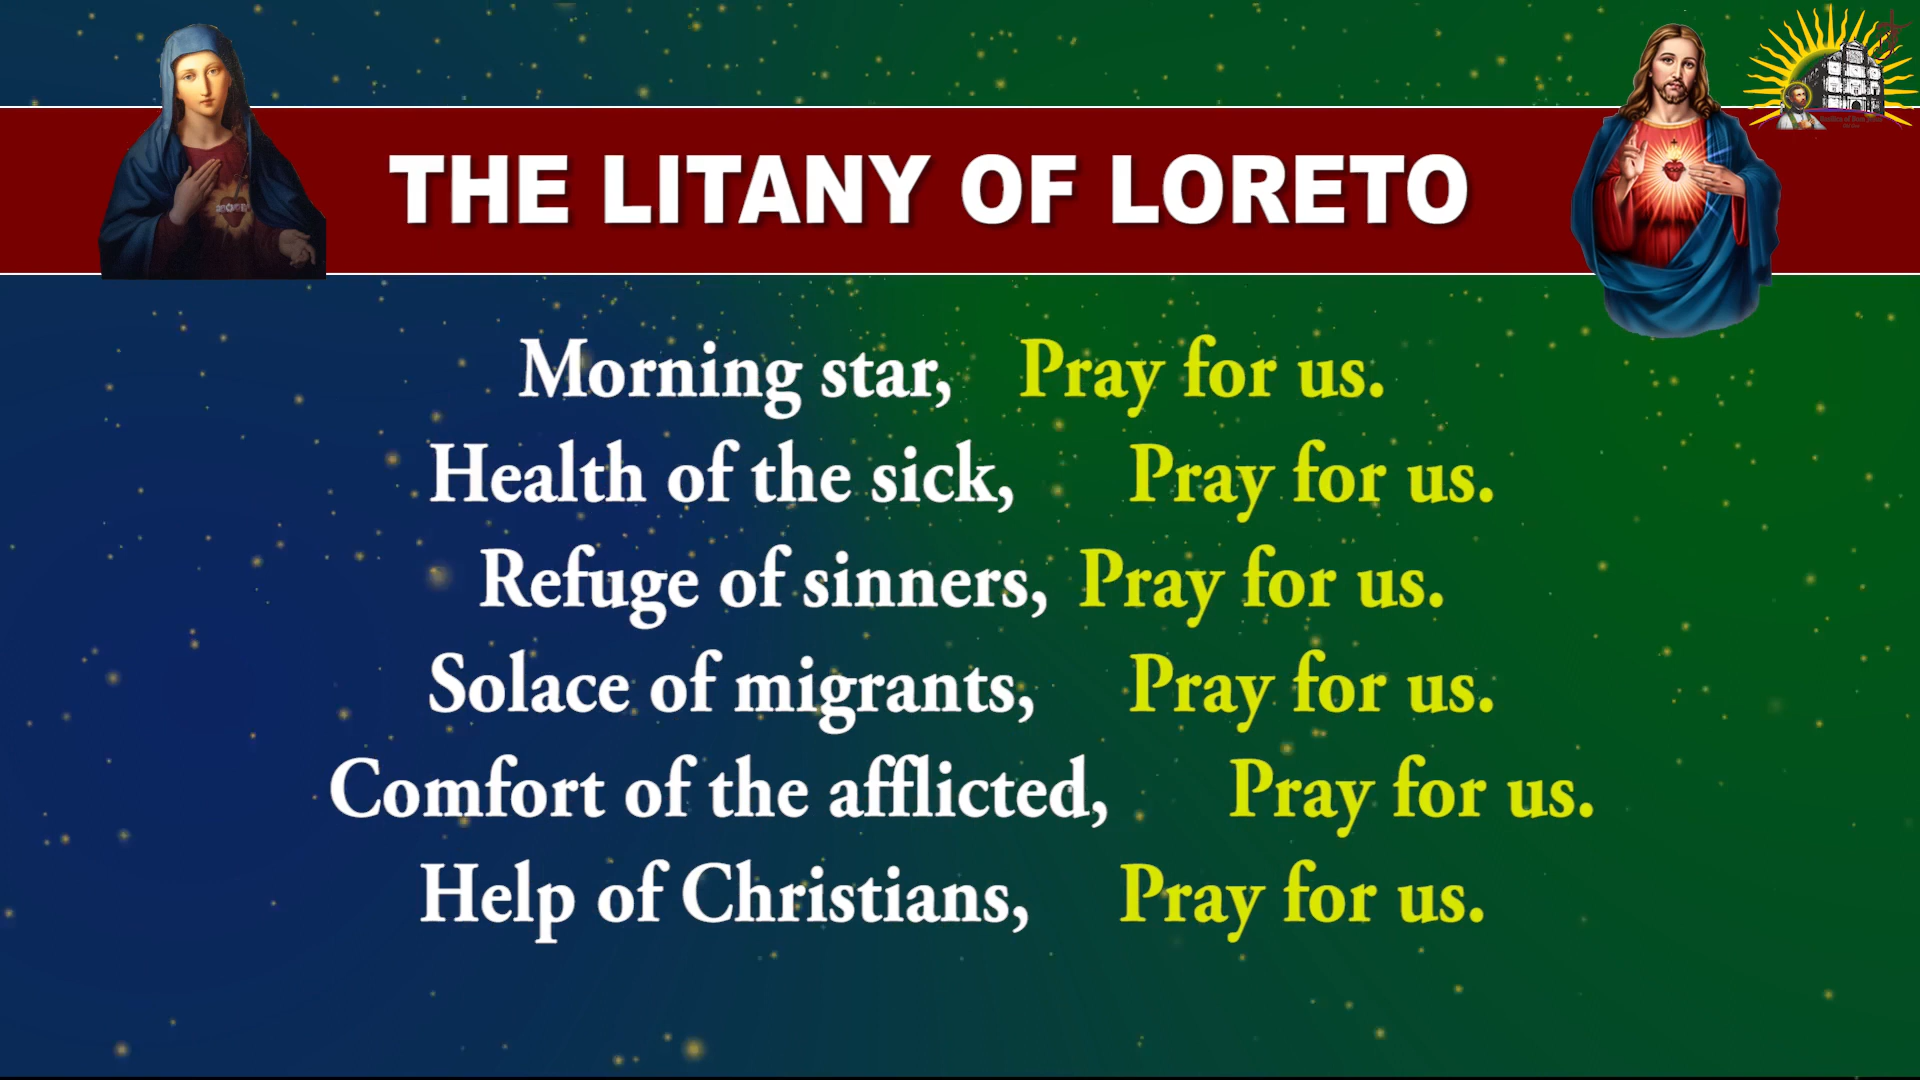 THE LITANY OF LORETO
Morning star, Pray for us.
Health of the sick, Pray for us.
Refuge of sinners, Pray for us.
Solace of migrants, Pray for us.
Comfort of the afflicted, Pray for us.
Help of Christians, Pray for us.